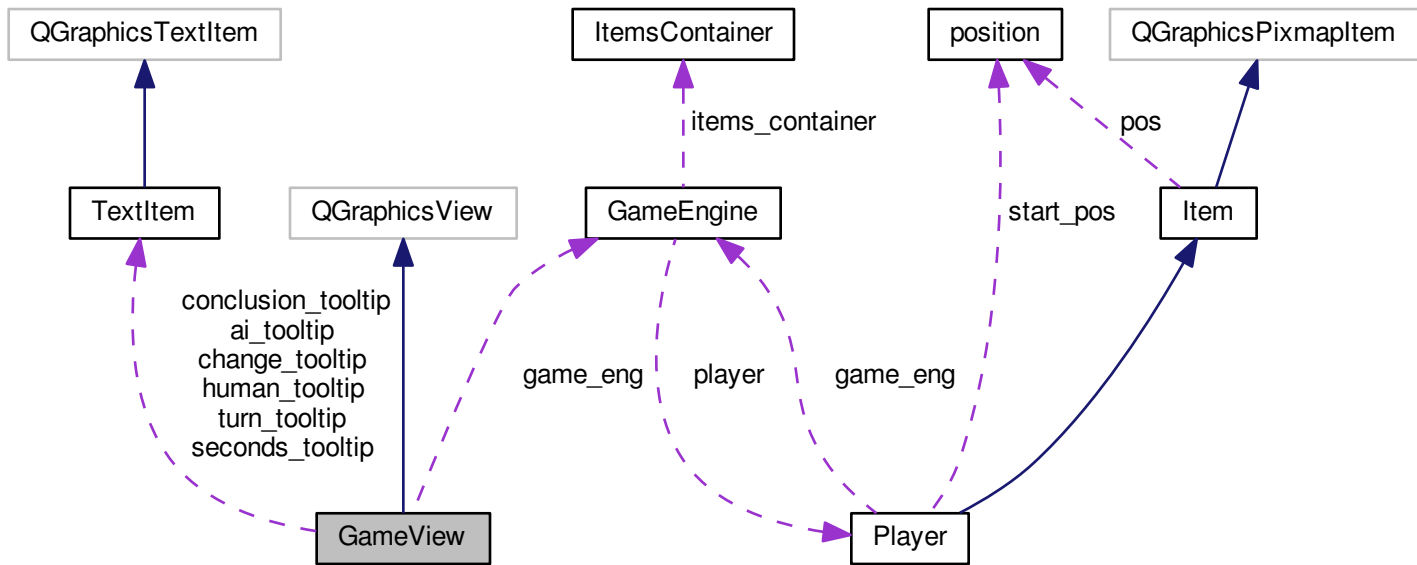 QGraphicsTextItem
ItemsContainer
position
QGraphicsPixmapItem
items_container
pos
TextItem
QGraphicsView
GameEngine
start_pos
Item
conclusion_tooltip
ai_tooltip
change_tooltip
human_tooltip
turn_tooltip
seconds_tooltip
game_eng
player
game_eng
GameView
Player